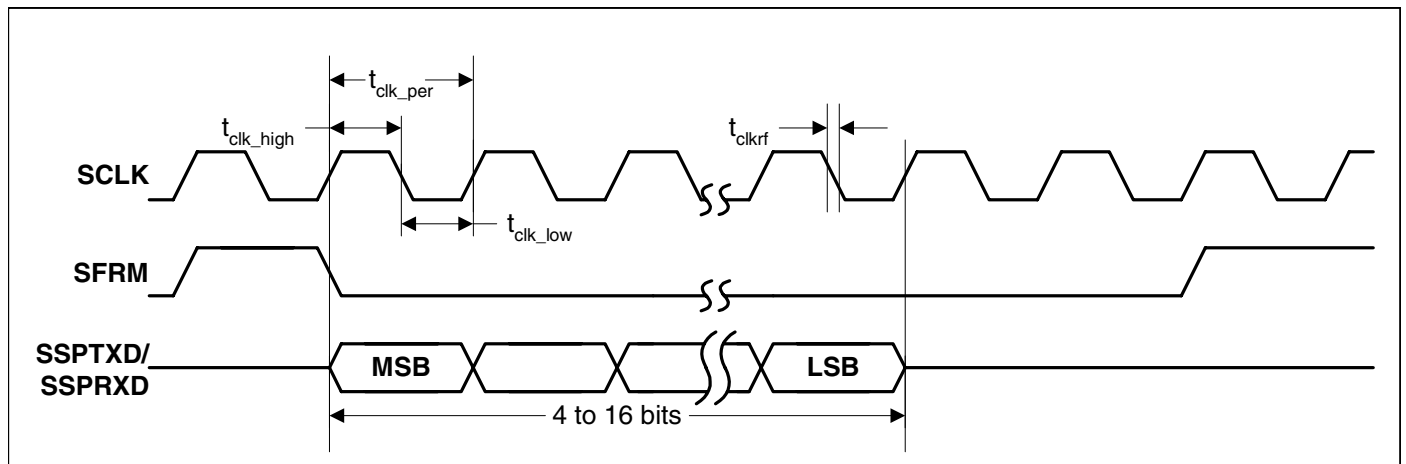 t_clk_per
t_clk_high
t_clkrf
SCLK
t_clk_low
SFRM
SSPTXD/
SSPRXD
MSB
LSB
4 to 16 bits